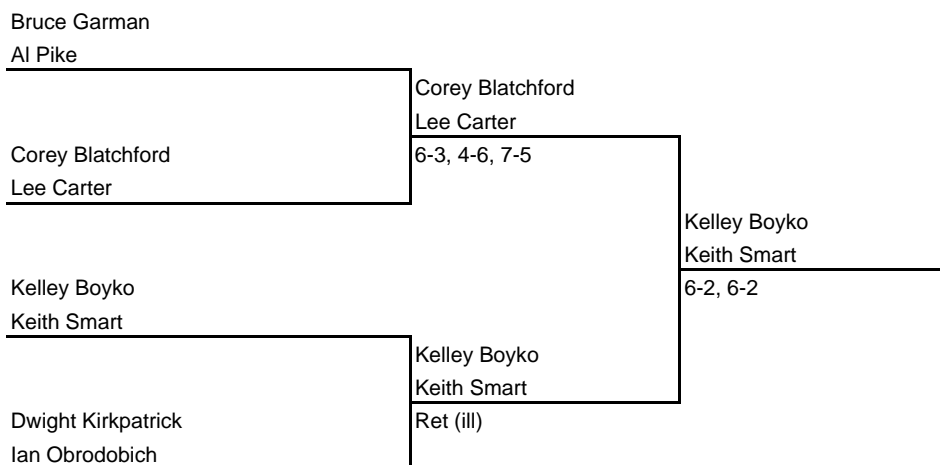 Bruce Garman
Al Pike
Corey Blatchford
Lee Carter
Corey Blatchford
6-3, 4-6, 7-5
Lee Carter
Kelley Boyko
Keith Smart
Kelley Boyko
6-2, 6-2
Keith Smart
Kelley Boyko
Keith Smart
Dwight Kirkpatrick
Ret (ill)
Ian Obrodobich